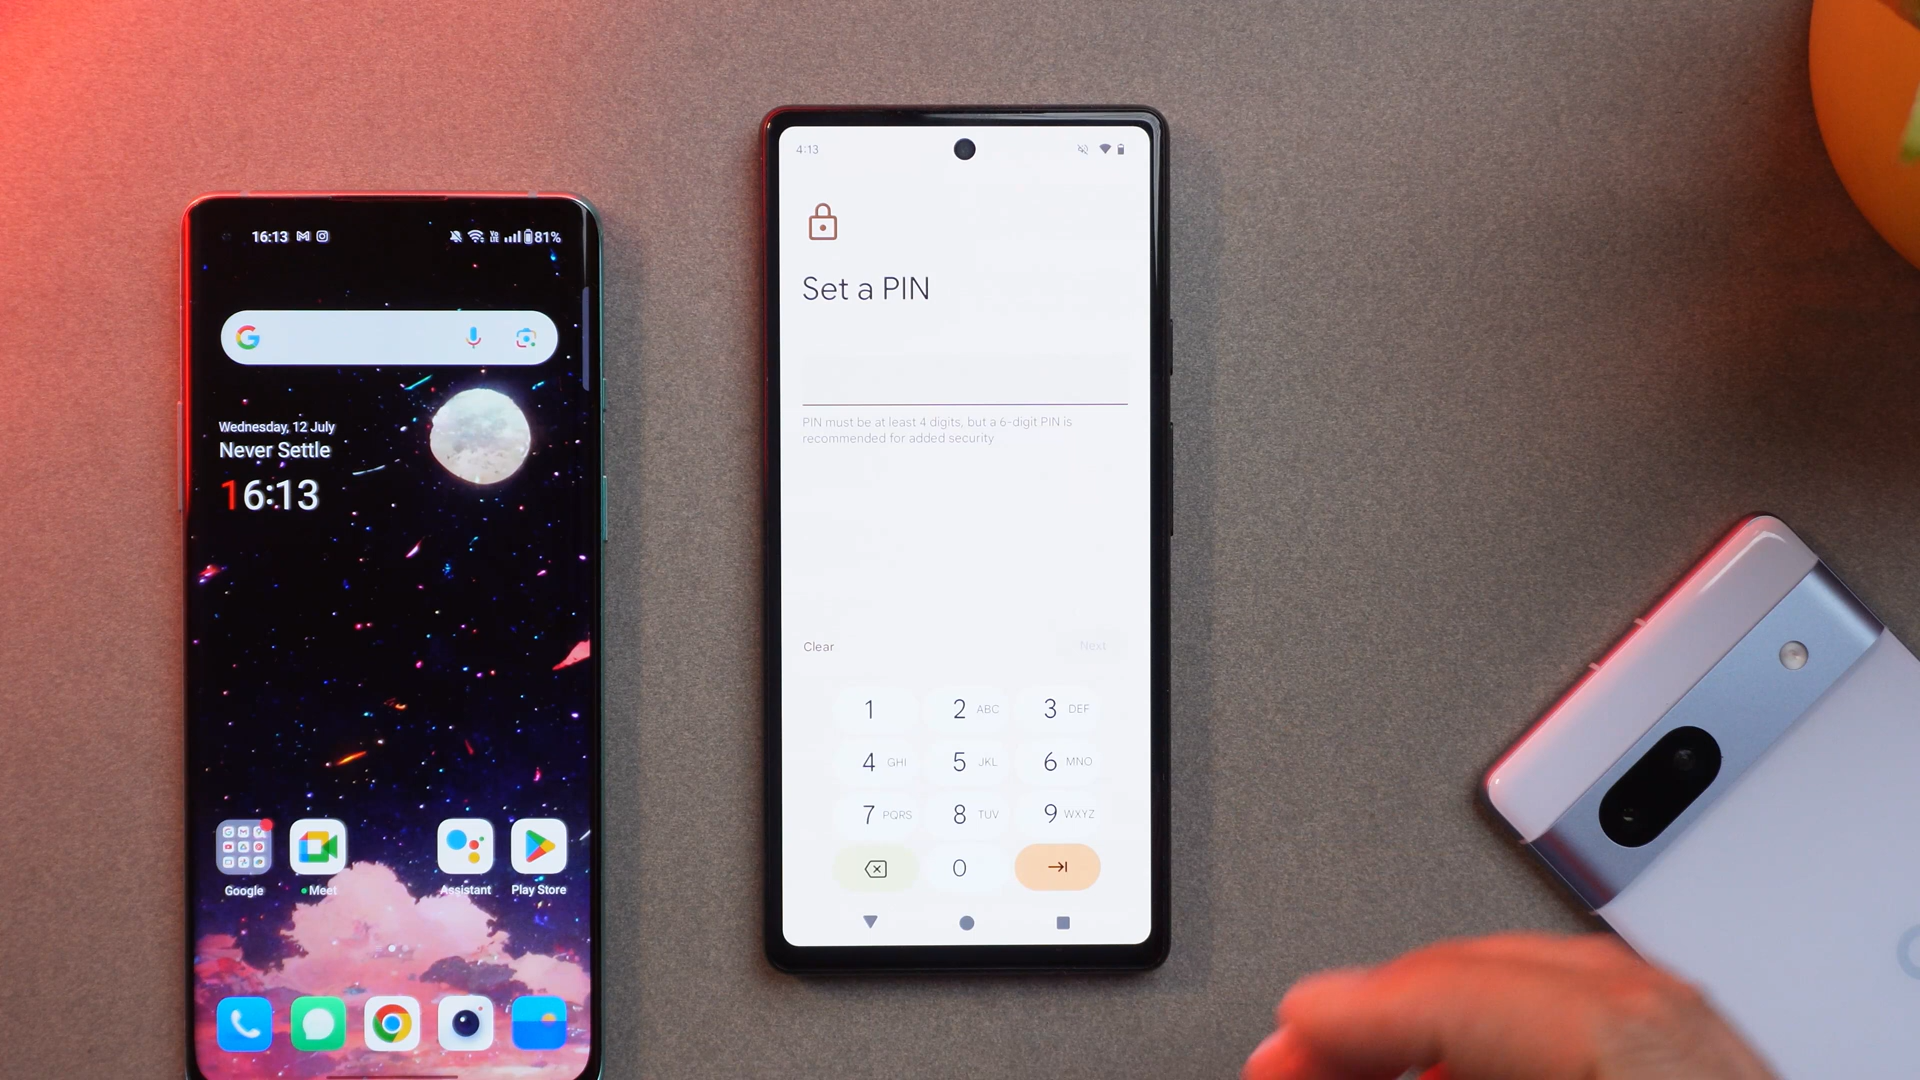 16:13
81%
Wednesday, 12 July
Never Settle
16:13
Google
Meet
Assistant
Play Store
4:13
Set a PIN
PIN must be at least 4 digits, but a 6-digit PIN is
recommended for added security
Clear
Next
1
2 ABC
3 DEF
4 GHI
5 JKL
6 MNO
7 PQRS
8 TUV
9 WXYZ
0